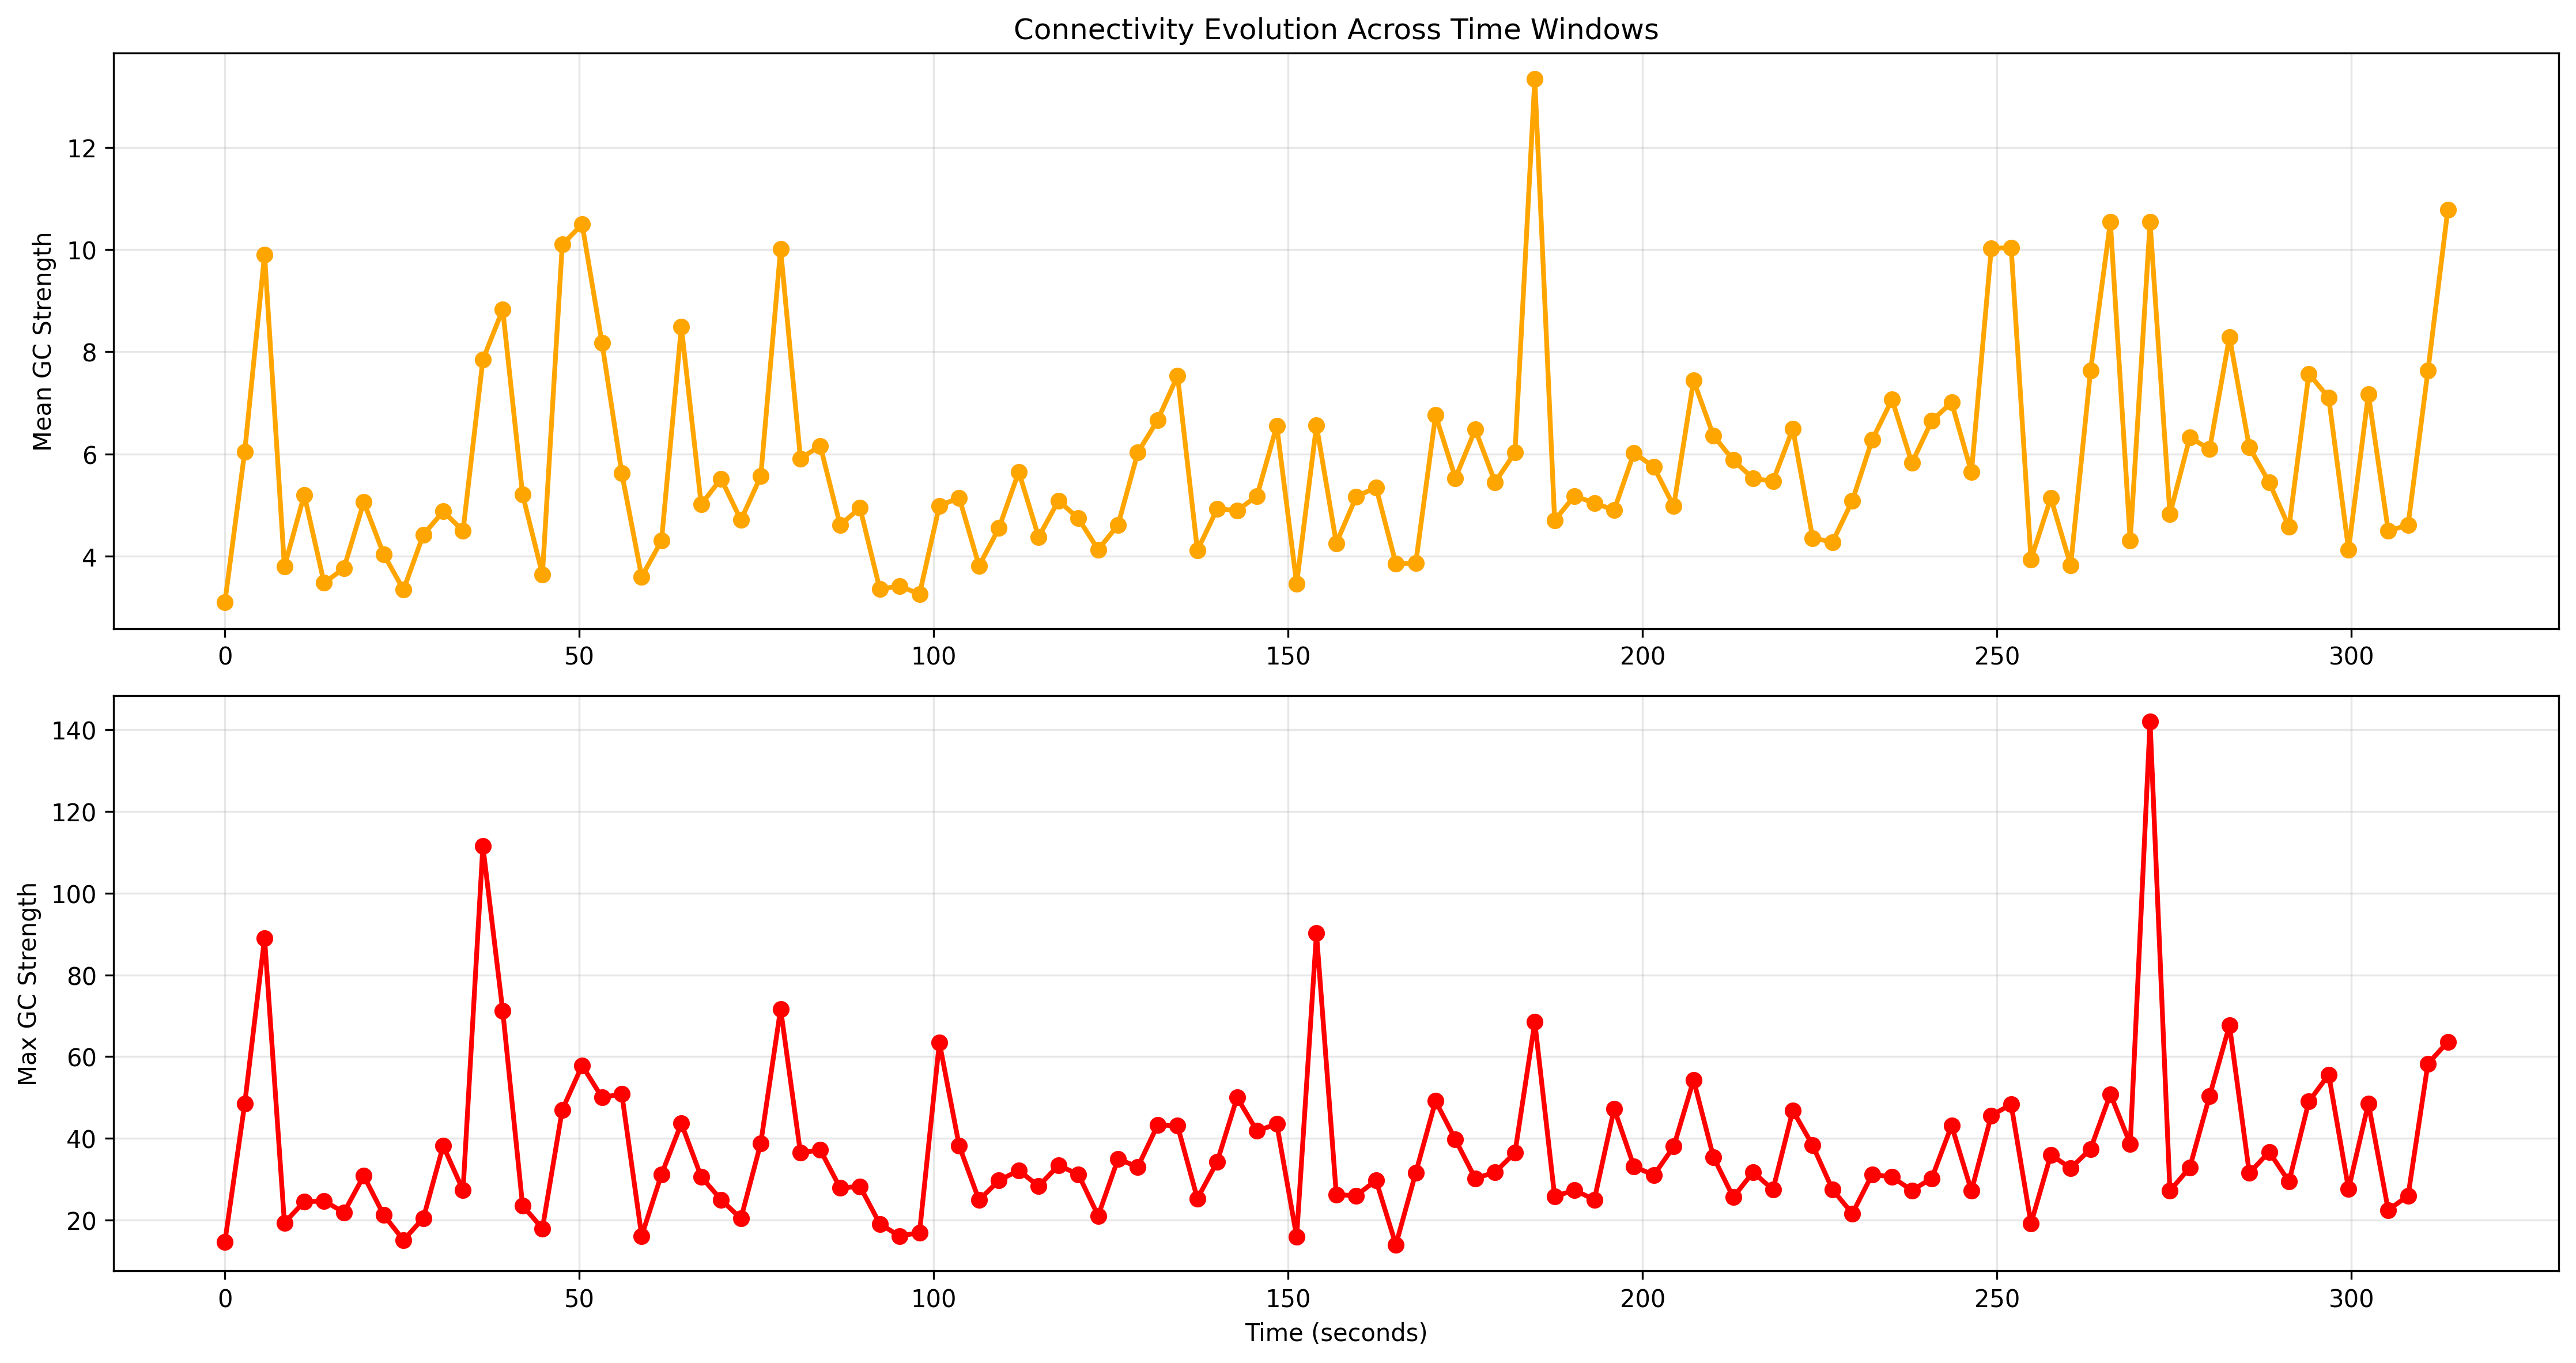 Connectivity Evolution Across Time Windows
Mean GC Strength
12
10
8
6
4
0 50 100 150 200 250 300
Max GC Strength
140
120
100
80
60
40
20
0 50 100 150 200 250 300
Time (seconds)